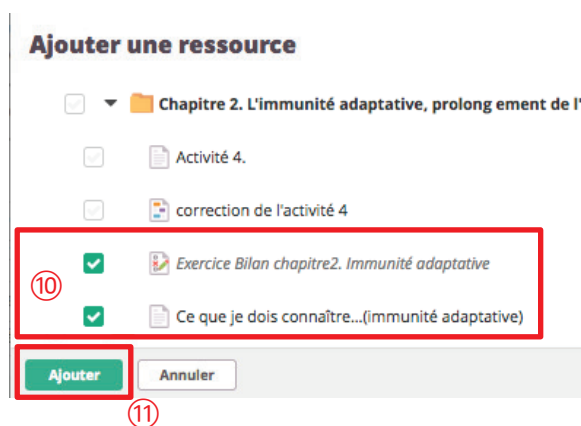 Ajouter une ressource
Chapitre 2. L'immunité adaptative, prolong ement de l'
Activité 4.
correction de l'activité 4
Exercice Bilan chapitre2. Immunité adaptative
⑩
Ce que je dois connaître...(immunité adaptative)
Ajouter Annuler
⑪